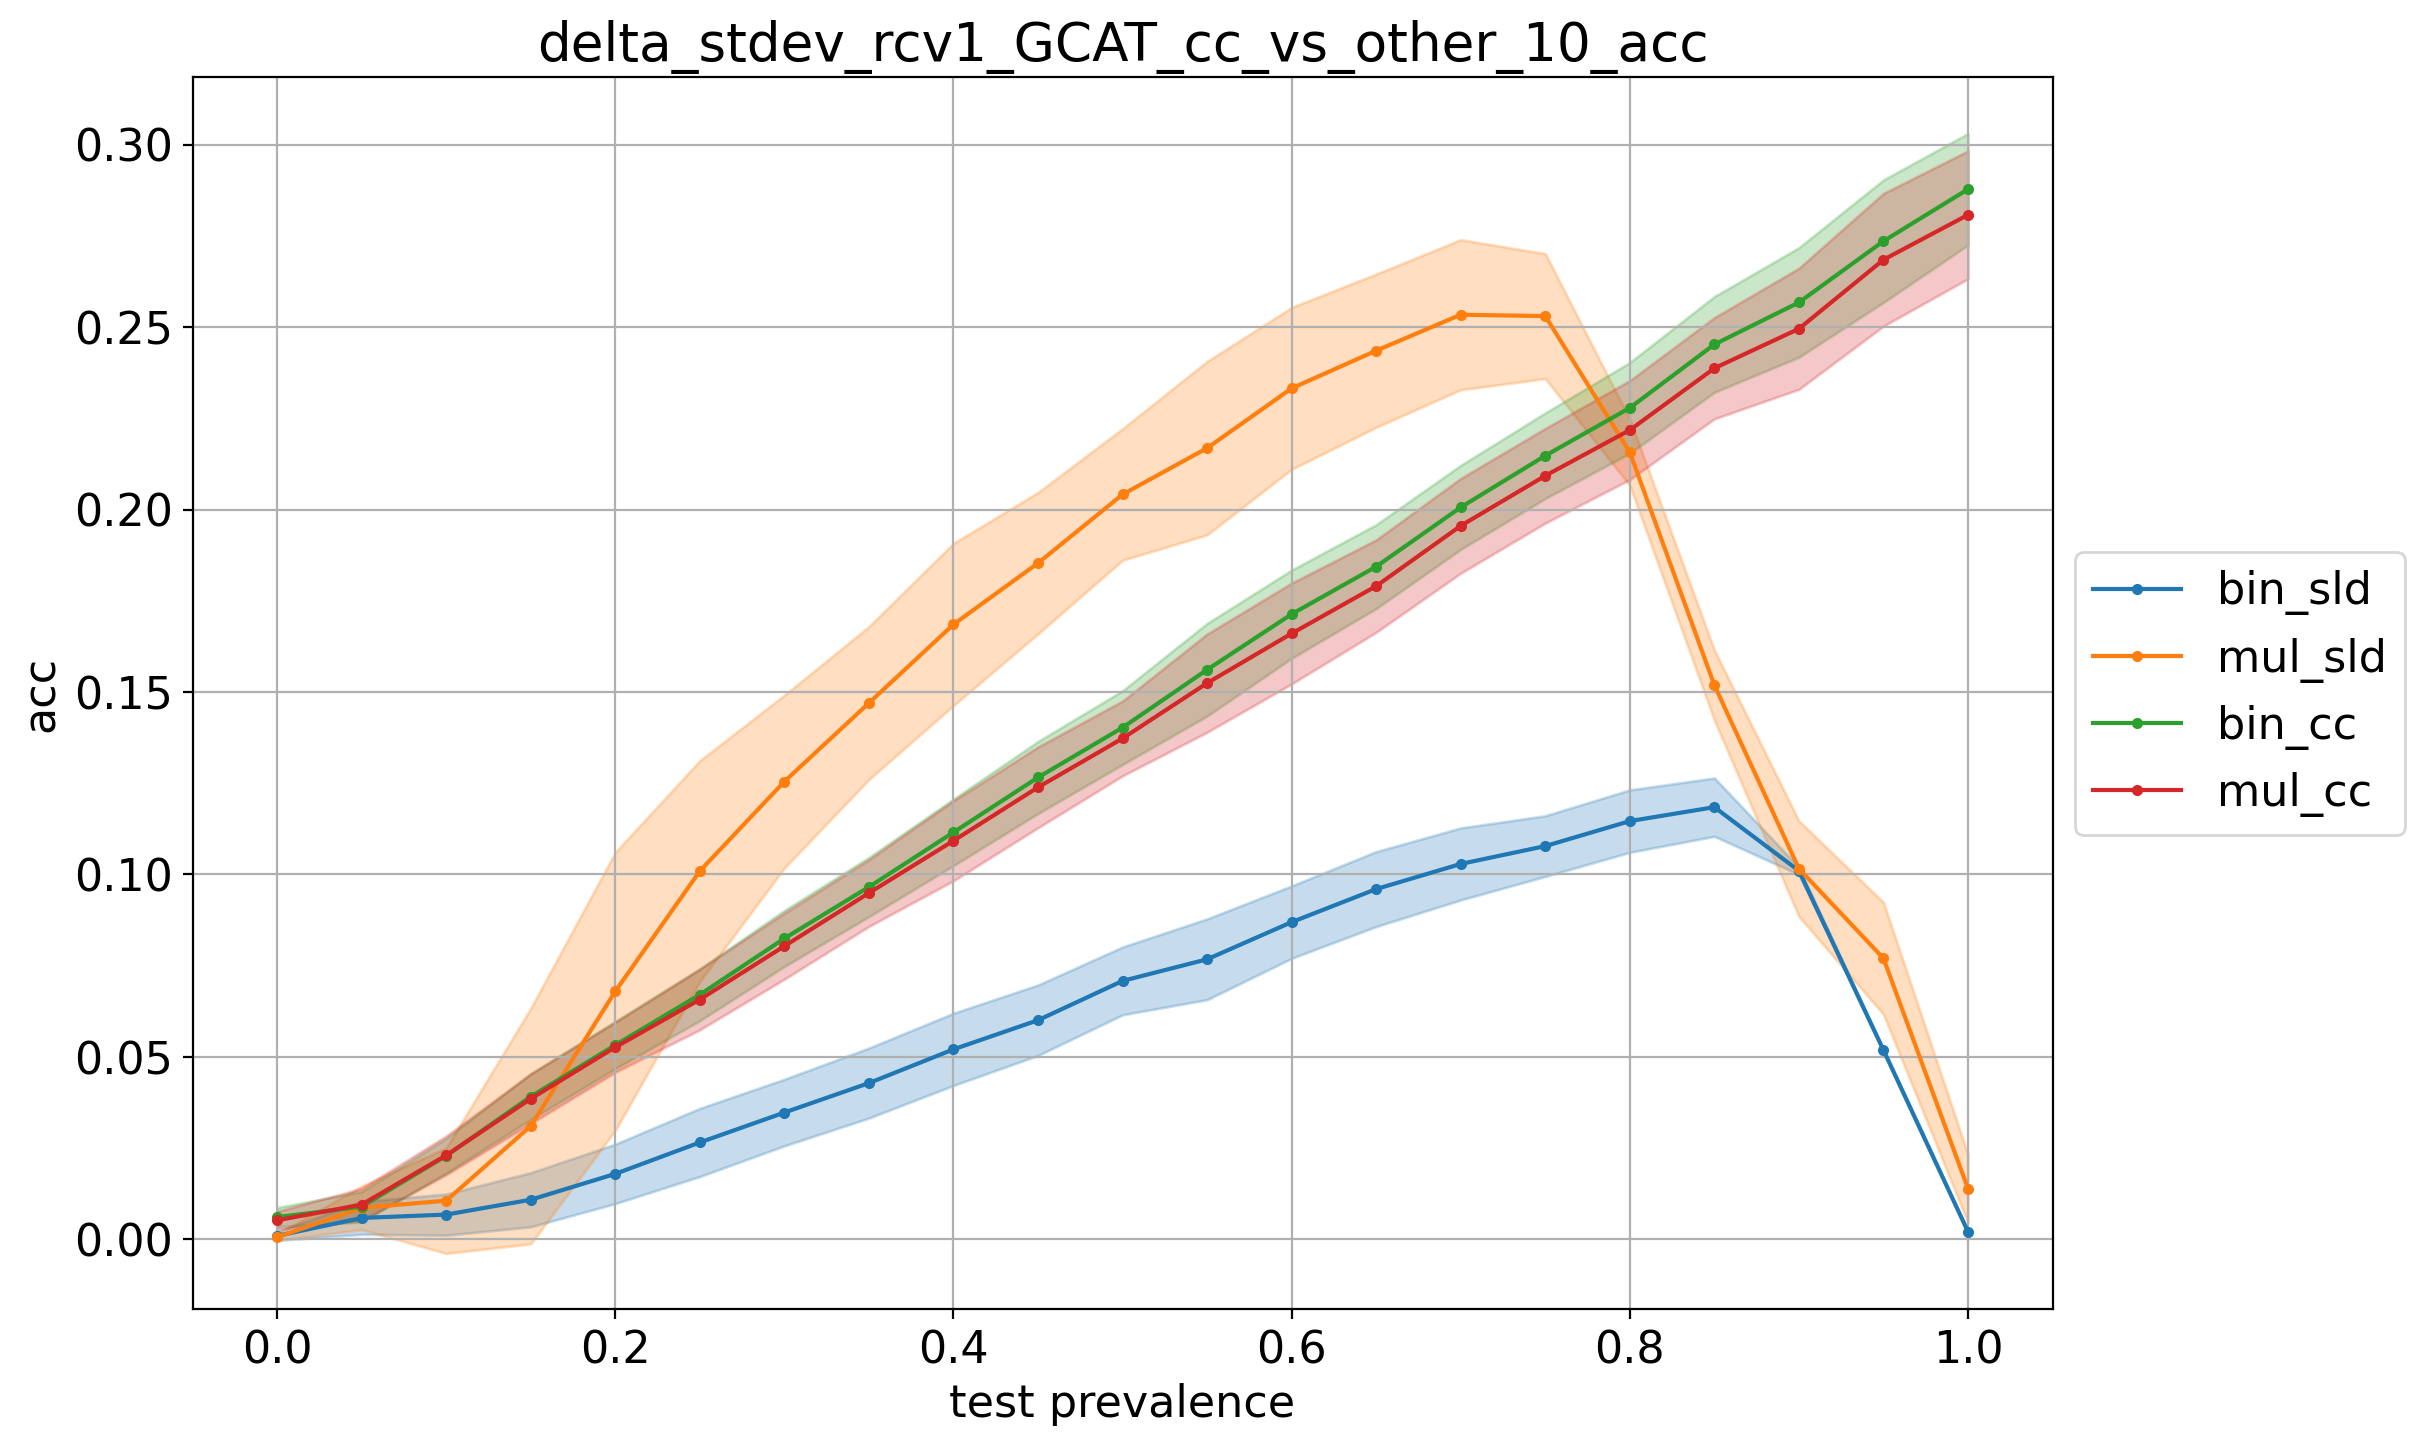 delta_stdev_rcv1_GCAT_cc_vs_other_10_acc
0.30
0.25
0.20
0.15
0.10
0.05
0.00
acc
0.0 0.2 0.4 0.6 0.8 1.0
test prevalence
bin_sld
mul_sld
bin_cc
mul_cc